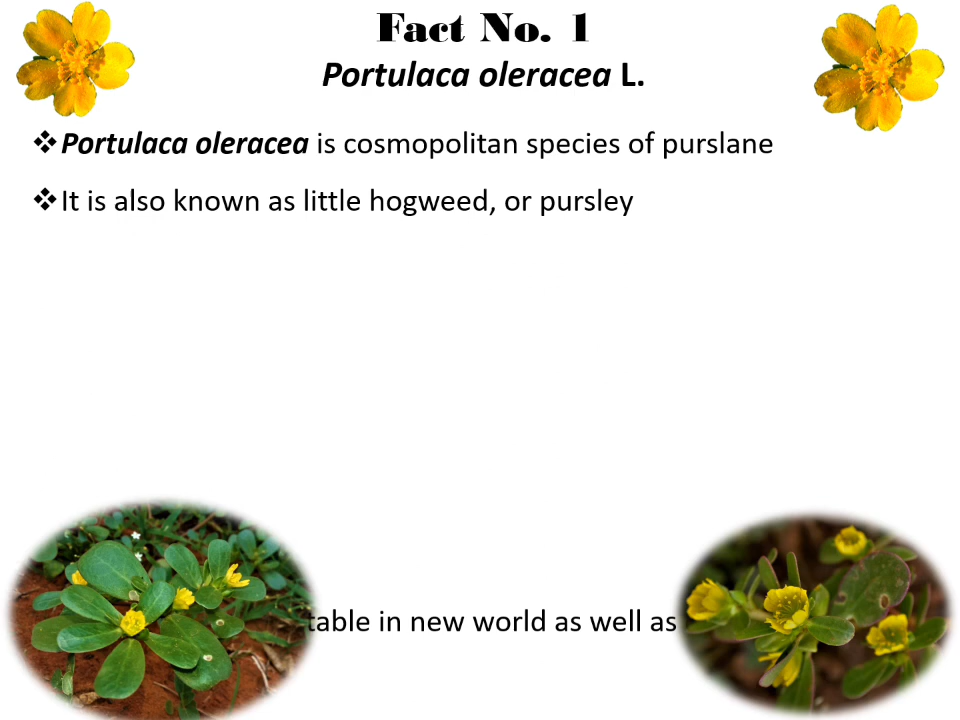 Fact No. 1
Portulaca oleracea L.
❖Portulaca oleracea is cosmopolitan species of purslane
❖It is also known as little hogweed, or pursley
table in new world as well as